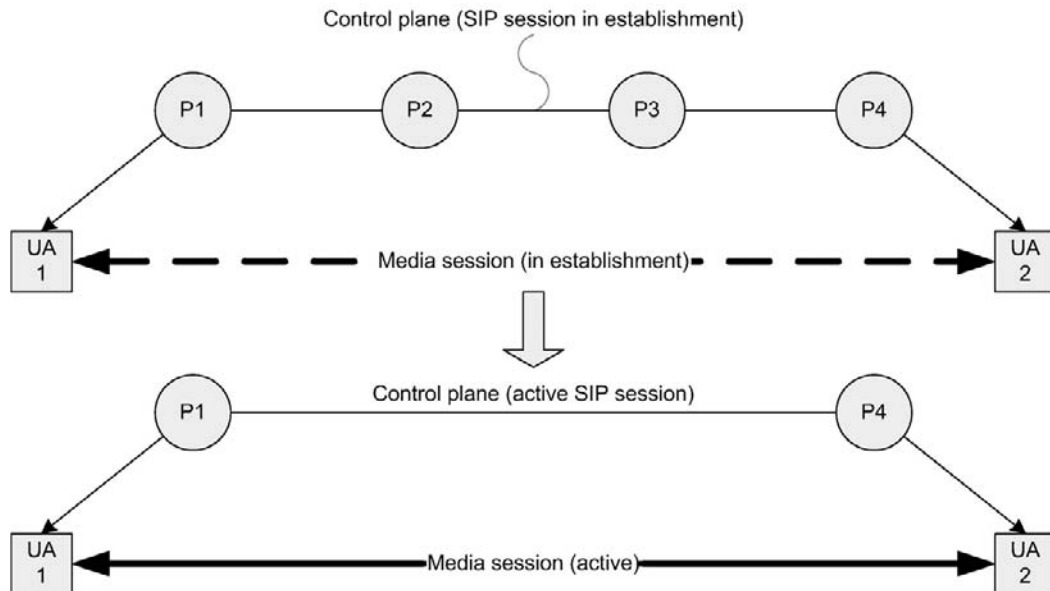 Control plane (SIP session in establishment)
P1
P2
P3
P4
UA
1
Media session (in establishment)
UA
2
P1
Control plane (active SIP session)
P4
UA
1
Media session (active)
UA
2